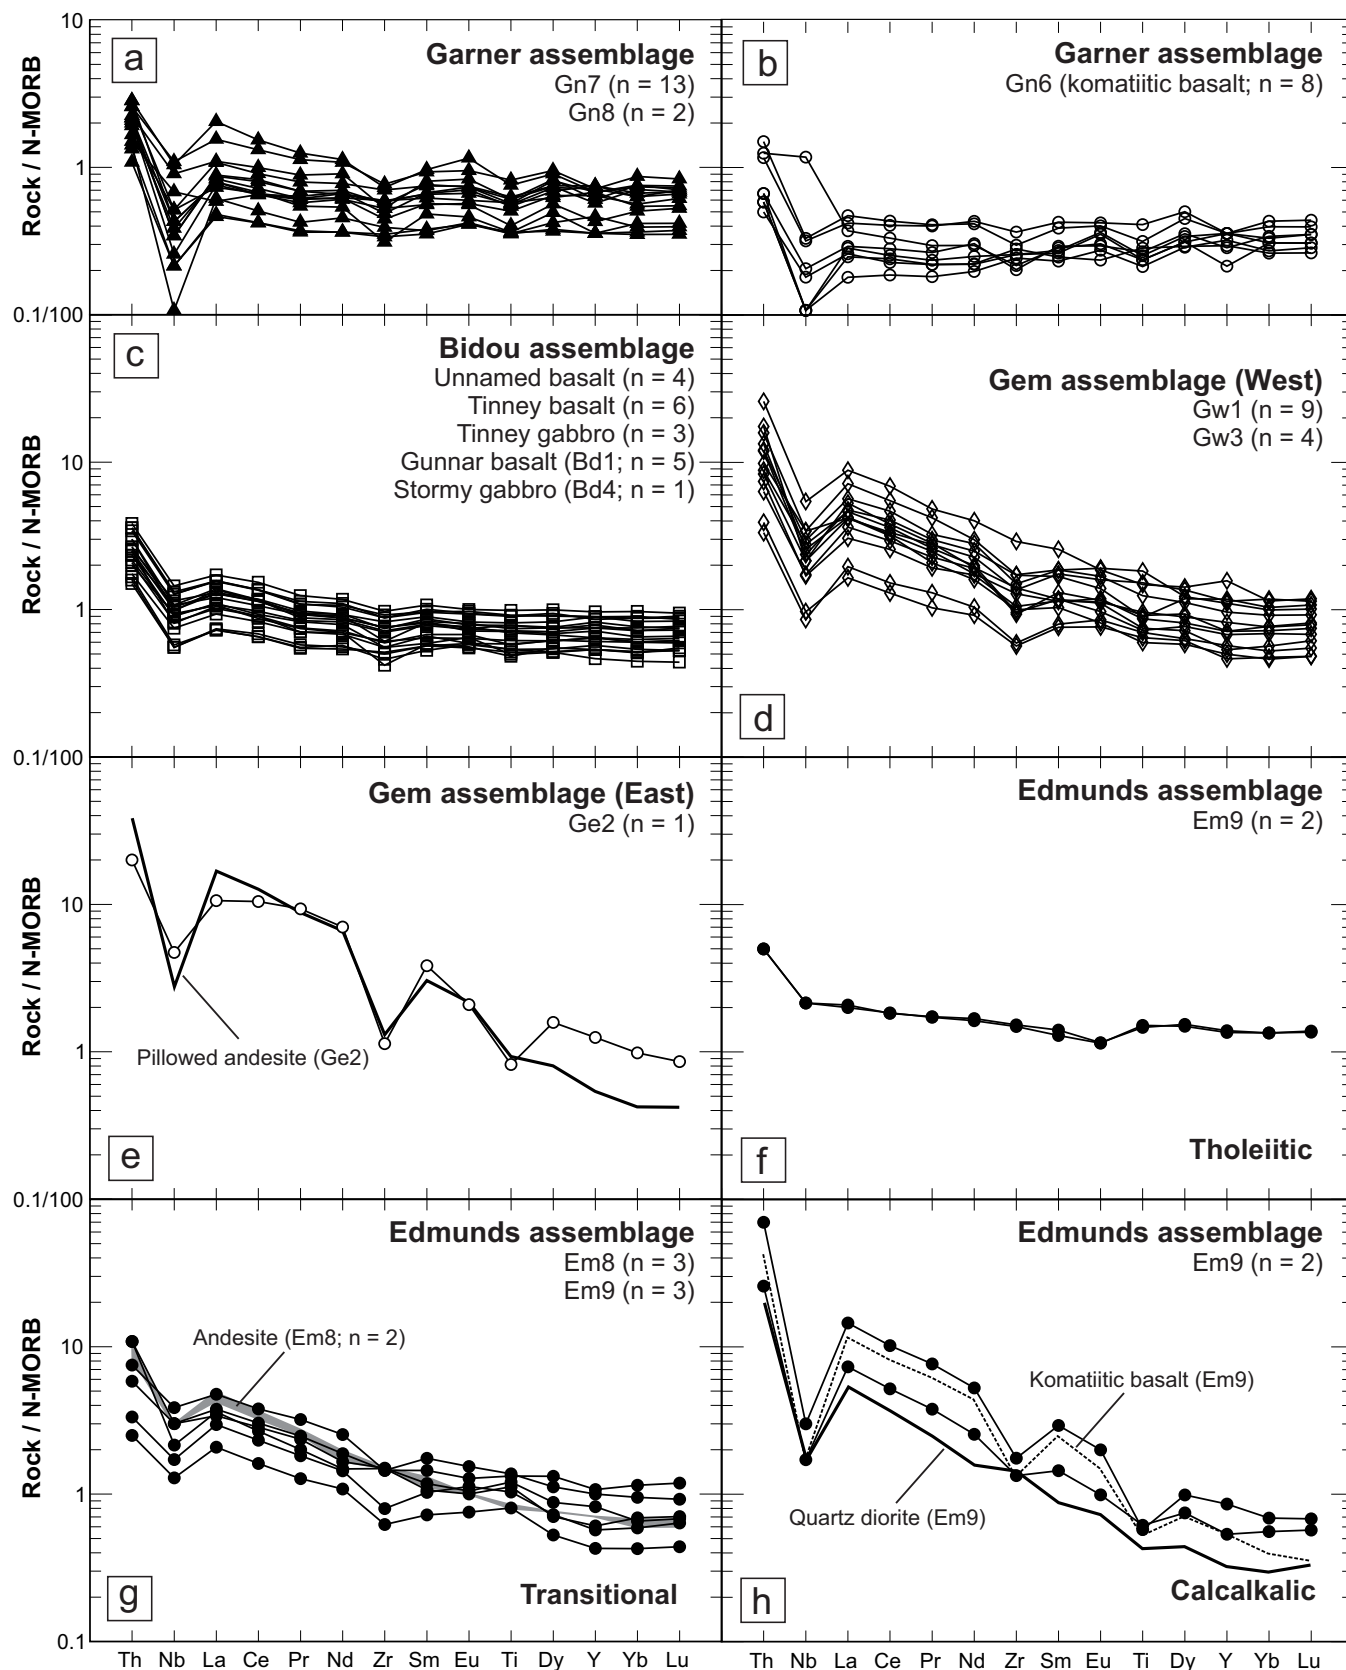 10
a
Garner assemblage
Gn7 (n = 13)
Gn8 (n = 2)
1
Rock / N-MORB
0.1/100
b
Garner assemblage
Gn6 (komatiitic basalt; n = 8)
c
Bidou assemblage
Unnamed basalt (n = 4)
Tinney basalt (n = 6)
Tinney gabbro (n = 3)
Gunnar basalt (Bd1; n = 5)
Stormy gabbro (Bd4; n = 1)
10
Rock / N-MORB
1
0.1/100
Gem assemblage (West)
Gw1 (n = 9)
Gw3 (n = 4)
d
Gem assemblage (East)
Ge2 (n = 1)
10
Rock / N-MORB
1
Pillowed andesite (Ge2)
e
0.1/100
Edmunds assemblage
Em9 (n = 2)
Tholeiitic
f
Edmunds assemblage
Em8 (n = 3)
Em9 (n = 3)
Andesite (Em8; n = 2)
10
Rock / N-MORB
1
g
Transitional
0.1
Th Nb La Ce Pr Nd Zr Sm Eu Ti Dy Y Yb Lu
Edmunds assemblage
Em9 (n = 2)
Komatiitic basalt (Em9)
Quartz diorite (Em9)
h
Calcalkalic
Th Nb La Ce Pr Nd Zr Sm Eu Ti Dy Y Yb Lu